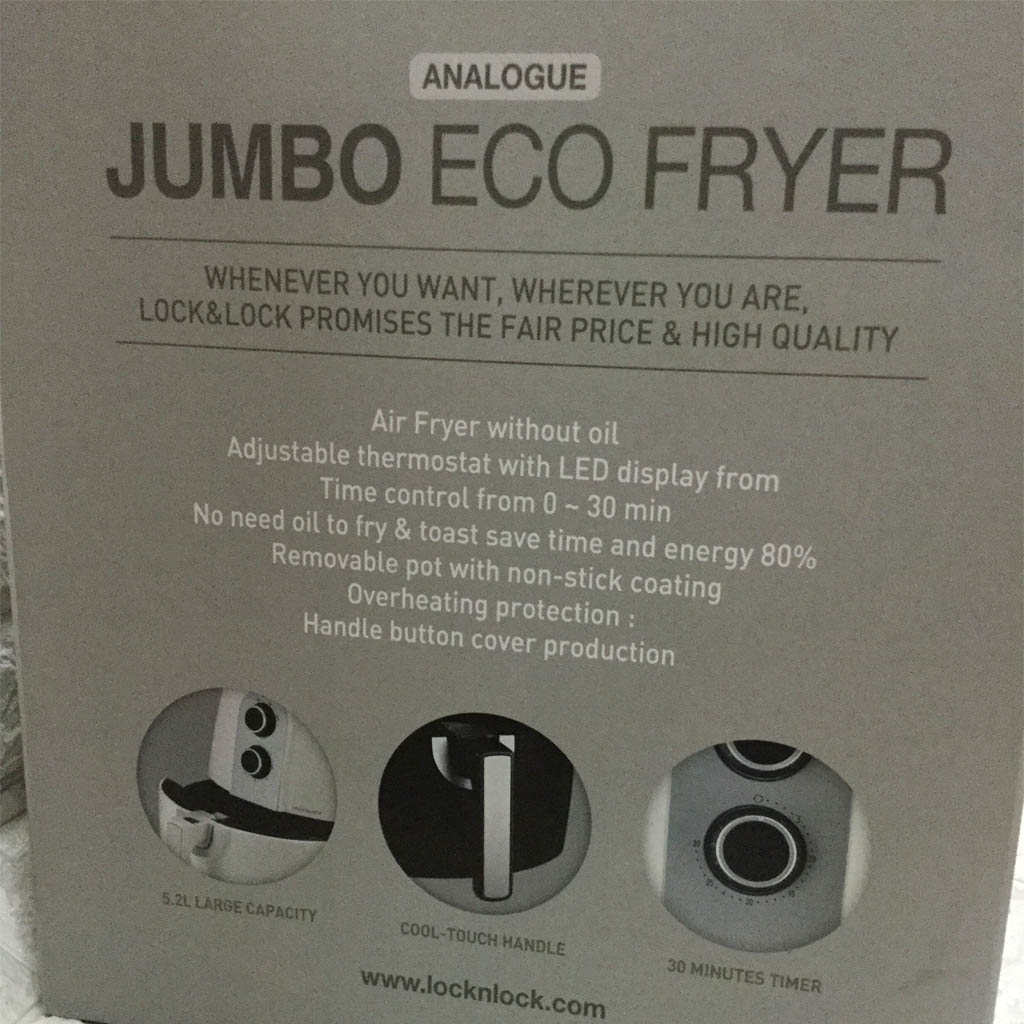 ANALOGUE
JUMBO ECO FRYER
WHENEVER YOU WANT, WHEREVER YOU ARE,
LOCK&LOCK PROMISES THE FAIR PRICE & HIGH QUALITY
Air Fryer without oil
Adjustable thermostat with LED display from
Time control from 0 ~ 30 min
No need oil to fry & toast save time and energy 80%
Removable pot with non-stick coating
Overheating protection :
Handle button cover production
5.2L LARGE CAPACITY
COOL-TOUCH HANDLE
30 MINUTES TIMER
www.locknlock.com